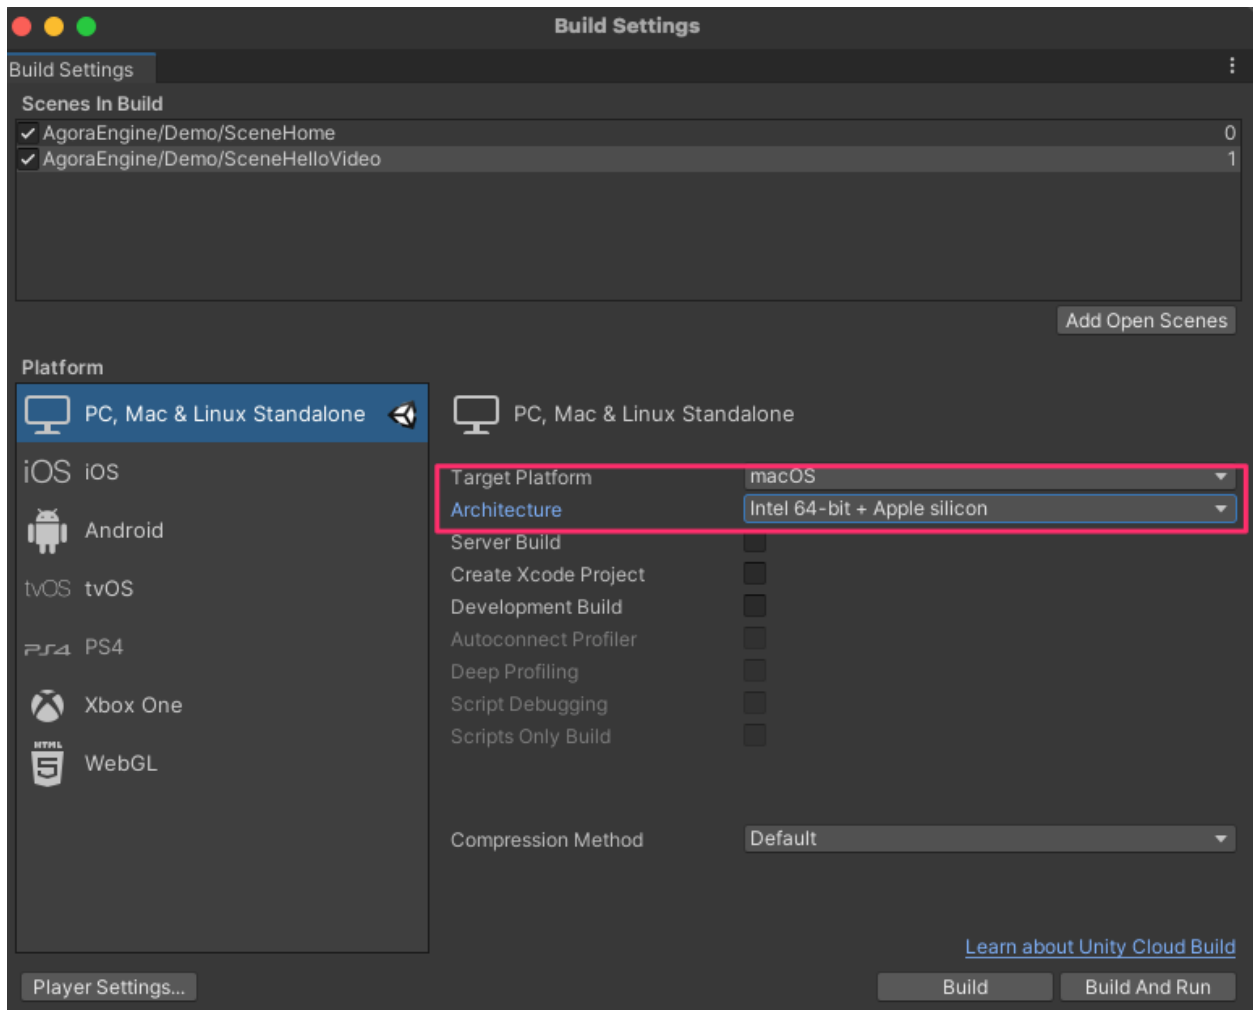 Build Settings
Build Settings
Scenes In Build
AgoraEngine/Demo/SceneHome 0
AgoraEngine/Demo/SceneHelloVideo 1
Add Open Scenes
Platform
PC, Mac & Linux Standalone
iOS iOS
Android
tvOS tvOS
PS4 PS4
Xbox One
HTML 5 WebGL
PC, Mac & Linux Standalone
Target Platform macOS
Architecture Intel 64-bit + Apple silicon
Server Build
Create Xcode Project
Development Build
Autoconnect Profiler
Deep Profiling
Script Debugging
Scripts Only Build
Compression Method Default
Learn about Unity Cloud Build
Player Settings... Build Build And Run